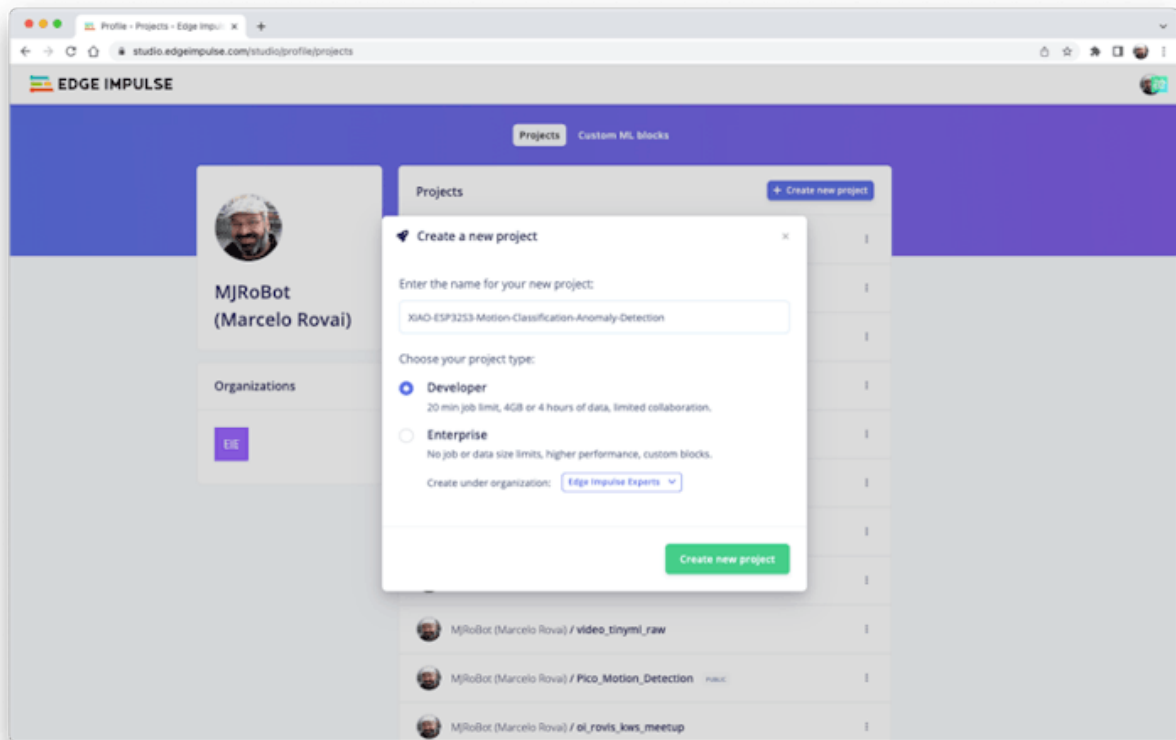 Profile - Projects - Edge Impul
studio.edgeimpulse.com/studio/profile/projects
EDGE IMPULSE
Projects
Custom ML blocks
MJRoBot
(Marcelo Rovai)
Organizations
EIE
Projects
+ Create new project
Create a new project
Enter the name for your new project:
XIAO-ESP32S3-Motion-Classification-Anomaly-Detection
Choose your project type:
Developer
20 min job limit, 4GB or 4 hours of data, limited collaboration.
Enterprise
No job or data size limits, higher performance, custom blocks.
Create under organization:
Edge Impulse Experts
Create new project
MJRoBot (Marcelo Rovai) / video_tinyml_raw
MJRoBot (Marcelo Rovai) / Pico_Motion_Detection PUBLIC
MJRoBot (Marcelo Rovai) / oi_rovis_kws_meetup